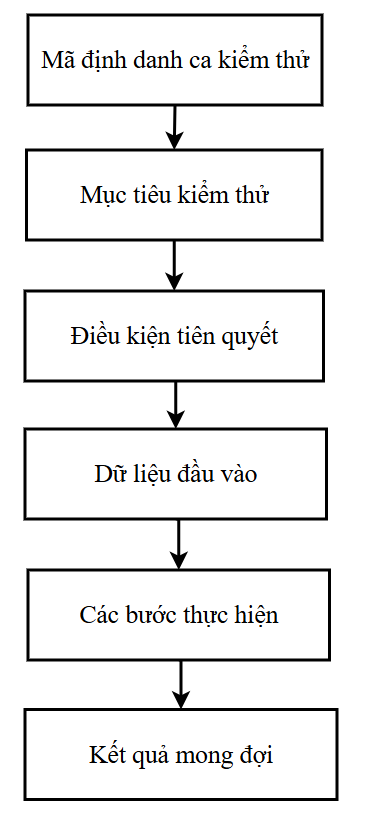 Mã định danh ca kiểm thử
Mục tiêu kiểm thử
Điều kiện tiên quyết
Dữ liệu đầu vào
Các bước thực hiện
Kết quả mong đợi